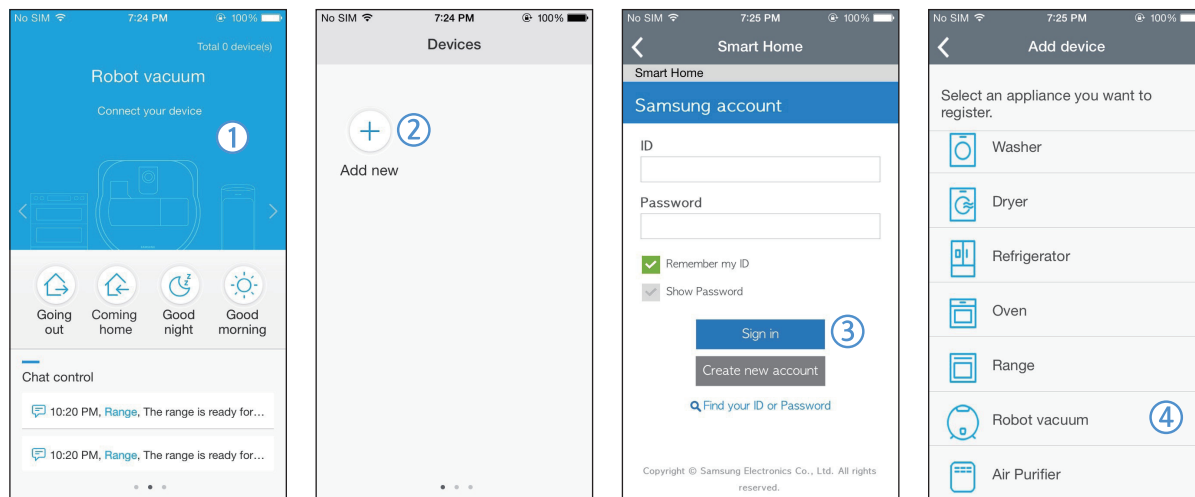 No SIM 7:24 PM 100%
Total 0 device(s)
Robot vacuum
Connect your device
1
Going out
Coming home
Good night
Good morning
Chat control
10:20 PM, Range, The range is ready for…
10:20 PM, Range, The range is ready for…
No SIM 7:24 PM 100%
Devices
2
Add new
No SIM 7:25 PM 100%
Smart Home
Smart Home
Samsung account
ID
Password
Remember my ID
Show Password
Sign in
3
Create new account
Find your ID or Password
Copyright © Samsung Electronics Co., Ltd. All rights
reserved.
No SIM 7:25 PM 100%
Add device
Select an appliance you want to
register.
Washer
Dryer
Refrigerator
Oven
Range
Robot vacuum
4
Air Purifier